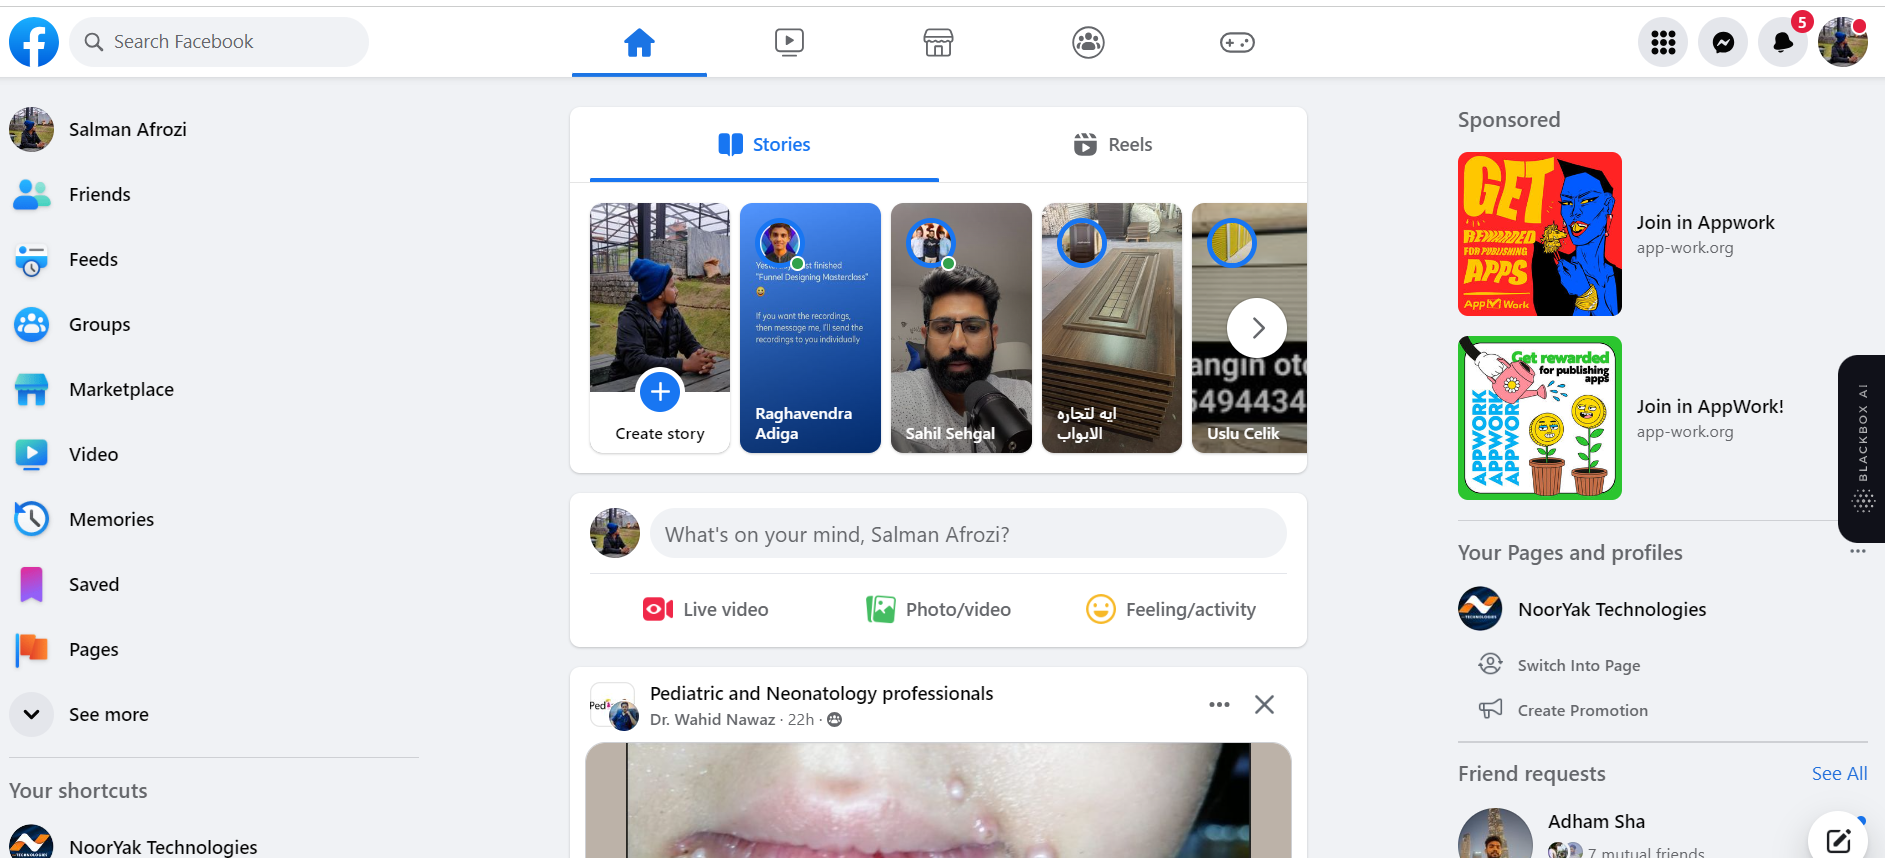 Search Facebook
5
Salman Afrozi
Friends
Feeds
Groups
Marketplace
Video
Memories
Saved
Pages
See more
Your shortcuts
NoorYak Technologies
Stories
Reels
Create story
finished
"Funnel Designing Masterclass"
If you want the recordings,
then message me, I'll send the
recordings to you individually
Raghavendra
Adiga
Sahil Sehgal
ايه لتجاره
الابواب
angin oto
5494434
Uslu Celik
What's on your mind, Salman Afrozi?
Live video
Photo/video
Feeling/activity
Pediatric and Neonatology professionals
Dr. Wahid Nawaz · 22h ·
Sponsored
GET
REWARDED
FOR PUBLISHING
APPS
App Work
Join in Appwork
app-work.org
Get rewarded
for publishing
apps
APPWORK
APPWORK
APPWORK
Join in AppWork!
app-work.org
BLACKBOX AI
Your Pages and profiles
NoorYak Technologies
Switch Into Page
Create Promotion
Friend requests
See All
Adham Sha
7 mutual friends